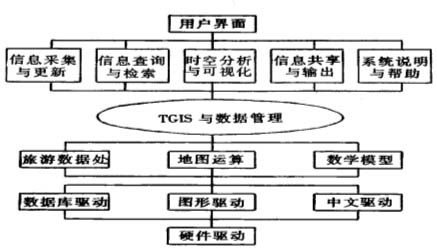 用户界面
信息采集
与更新
信息查询
与检索
时空分析
与可视化
信息共享
与输出
系统说明
与帮助
TGIS 与数据管理
旅游数据处
地图运算
数学模型
数据库驱动
图形驱动
中文驱动
硬件驱动